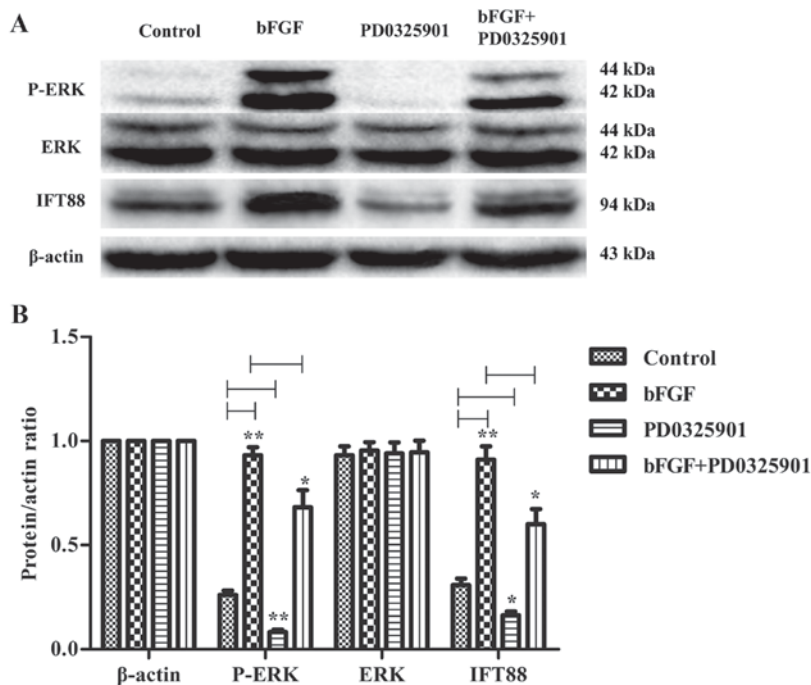 A
Control bFGF PD0325901 bFGF+
PD0325901
P-ERK
44 kDa
42 kDa
ERK
44 kDa
42 kDa
IFT88
94 kDa
β-actin
43 kDa
B
Protein/actin ratio
1.5
1.0
0.5
0.0
** ** *
** * *
β-actin P-ERK ERK IFT88
Control
bFGF
PD0325901
bFGF+PD0325901